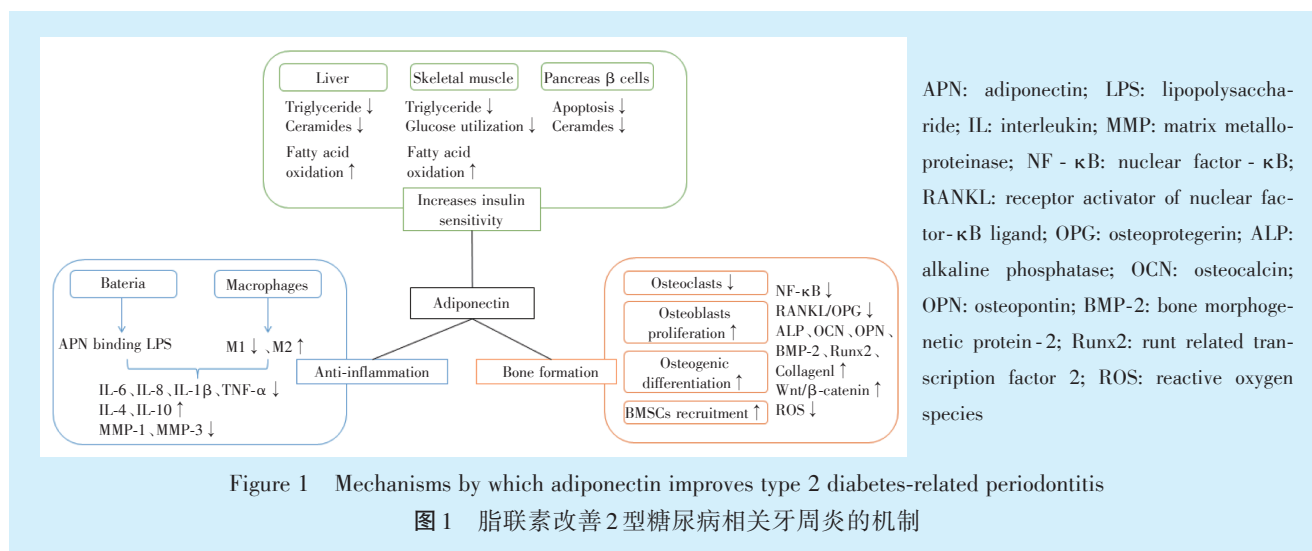 Liver
Triglyceride ↓
Ceramides ↓
Fatty acid
oxidation ↑
Skeletal muscle
Triglyceride ↓
Glucose utilization ↓
Fatty acid
oxidation ↑
Pancreas β cells
Apoptosis ↓
Ceramdes ↓
Increases insulin
sensitivity
Adiponectin
Bateria
APN binding LPS
Macrophages
M1 ↓、M2 ↑
IL-6、IL-8、IL-1β、TNF-α ↓
IL-4、IL-10 ↑
MMP-1、MMP-3 ↓
Anti-inflammation
Bone formation
Osteoclasts ↓
Osteoblasts
proliferation ↑
Osteogenic
differentiation ↑
BMSCs recruitment ↑
NF-κB ↓
RANKL/OPG ↓
ALP、OCN、OPN、
BMP-2、Runx2、
Collagenl ↑
Wnt/β-catenin ↑
ROS ↓
APN: adiponectin; LPS: lipopolysaccha-
ride; IL: interleukin; MMP: matrix metallo-
proteinase; NF - κB: nuclear factor - κB;
RANKL: receptor activator of nuclear fac-
tor-κB ligand; OPG: osteoprotegerin; ALP:
alkaline phosphatase; OCN: osteocalcin;
OPN: osteopontin; BMP-2: bone morphoge-
netic protein-2; Runx2: runt related tran-
scription factor 2; ROS: reactive oxygen
species
Figure 1 Mechanisms by which adiponectin improves type 2 diabetes-related periodontitis
图1 脂联素改善2型糖尿病相关牙周炎的机制